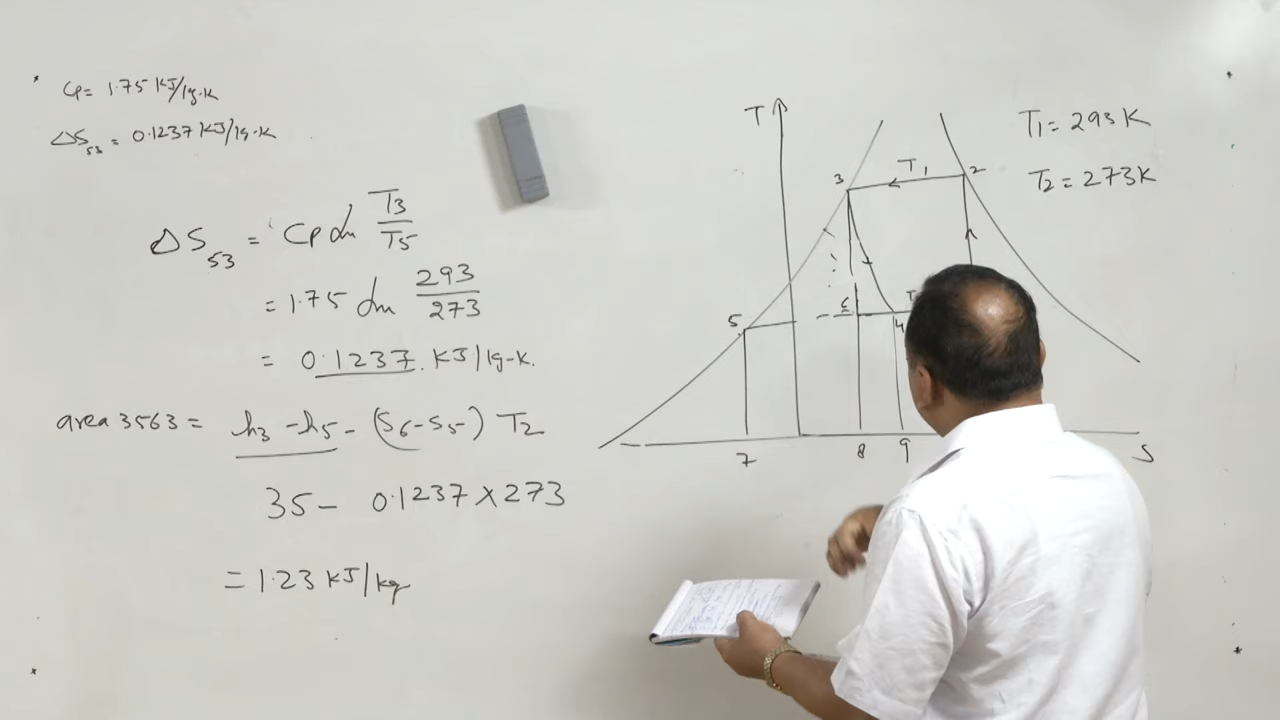 Cp = 1.75 KJ/kg-K
ΔS53 = 0.1237 KJ/kg-K
ΔS53 = Cp ln T3/T5
= 1.75 ln 293/273
= 0.1237 KJ/kg-K.
area 3563 = h3 - h5 - (S6 - S5) T2
35 - 0.1237 × 273
= 1.23 KJ/kg
T
T1 = 293 K
T2 = 273 K
3
T1
2
5
6
T
4
7
8
9
S